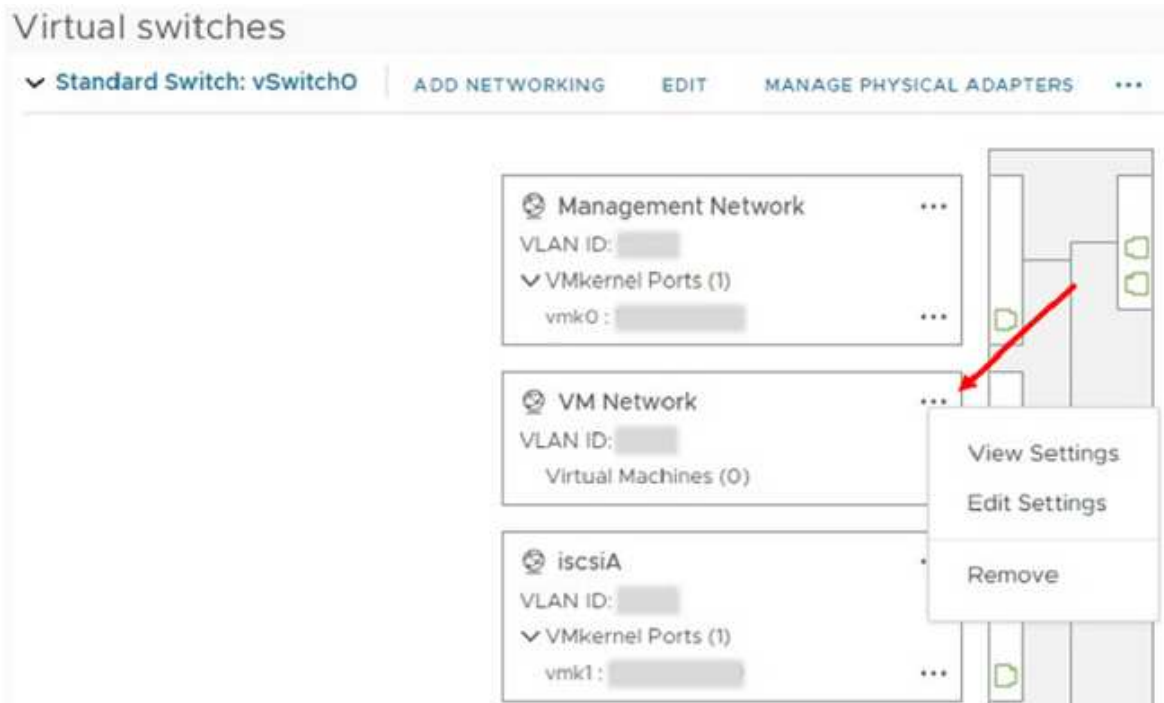 Virtual switches
Standard Switch: vSwitch0 ADD NETWORKING EDIT MANAGE PHYSICAL ADAPTERS ...
Management Network ...
VLAN ID:
VMkernel Ports (1)
vmk0 : ...
VM Network ...
VLAN ID:
Virtual Machines (0)
View Settings
Edit Settings
Remove
iscsiA
VLAN ID:
VMkernel Ports (1)
vmk1 : ...